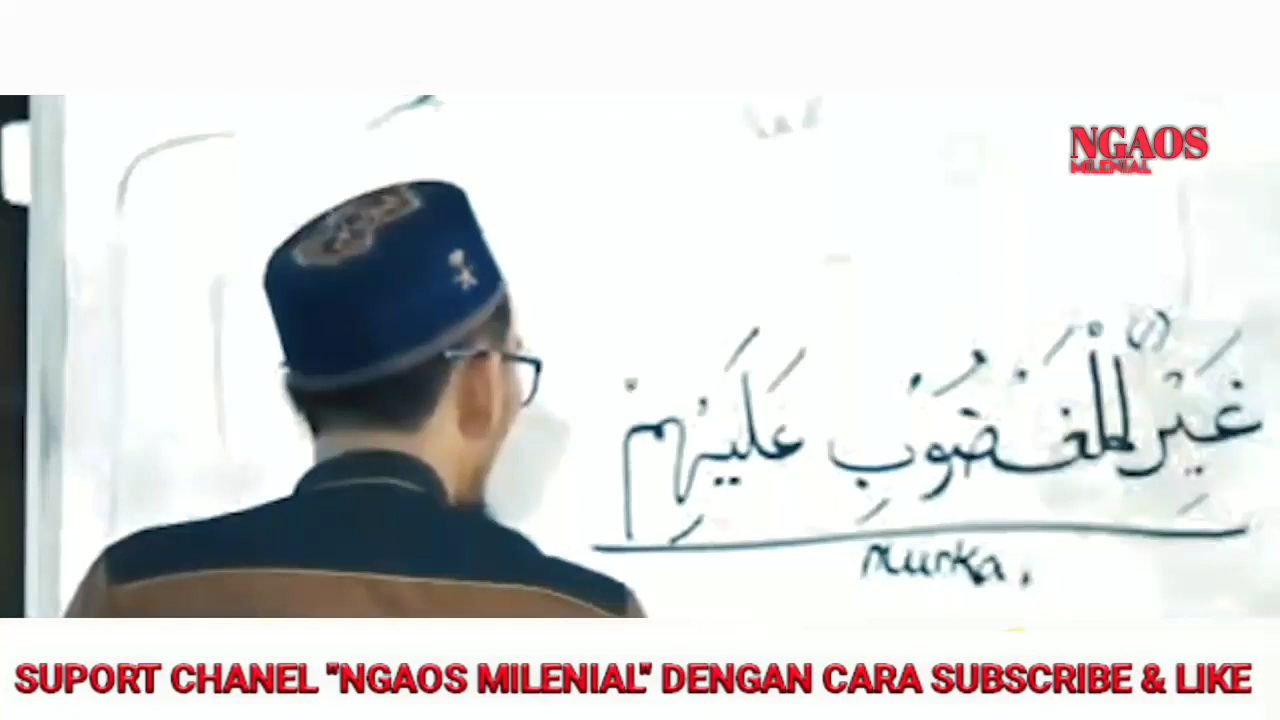 NGAOS
MILENIAL
غَيْرِ الْمَغْضُوْبِ عَلَيْهِمْ
Murka.
SUPORT CHANEL "NGAOS MILENIAL" DENGAN CARA SUBSCRIBE & LIKE